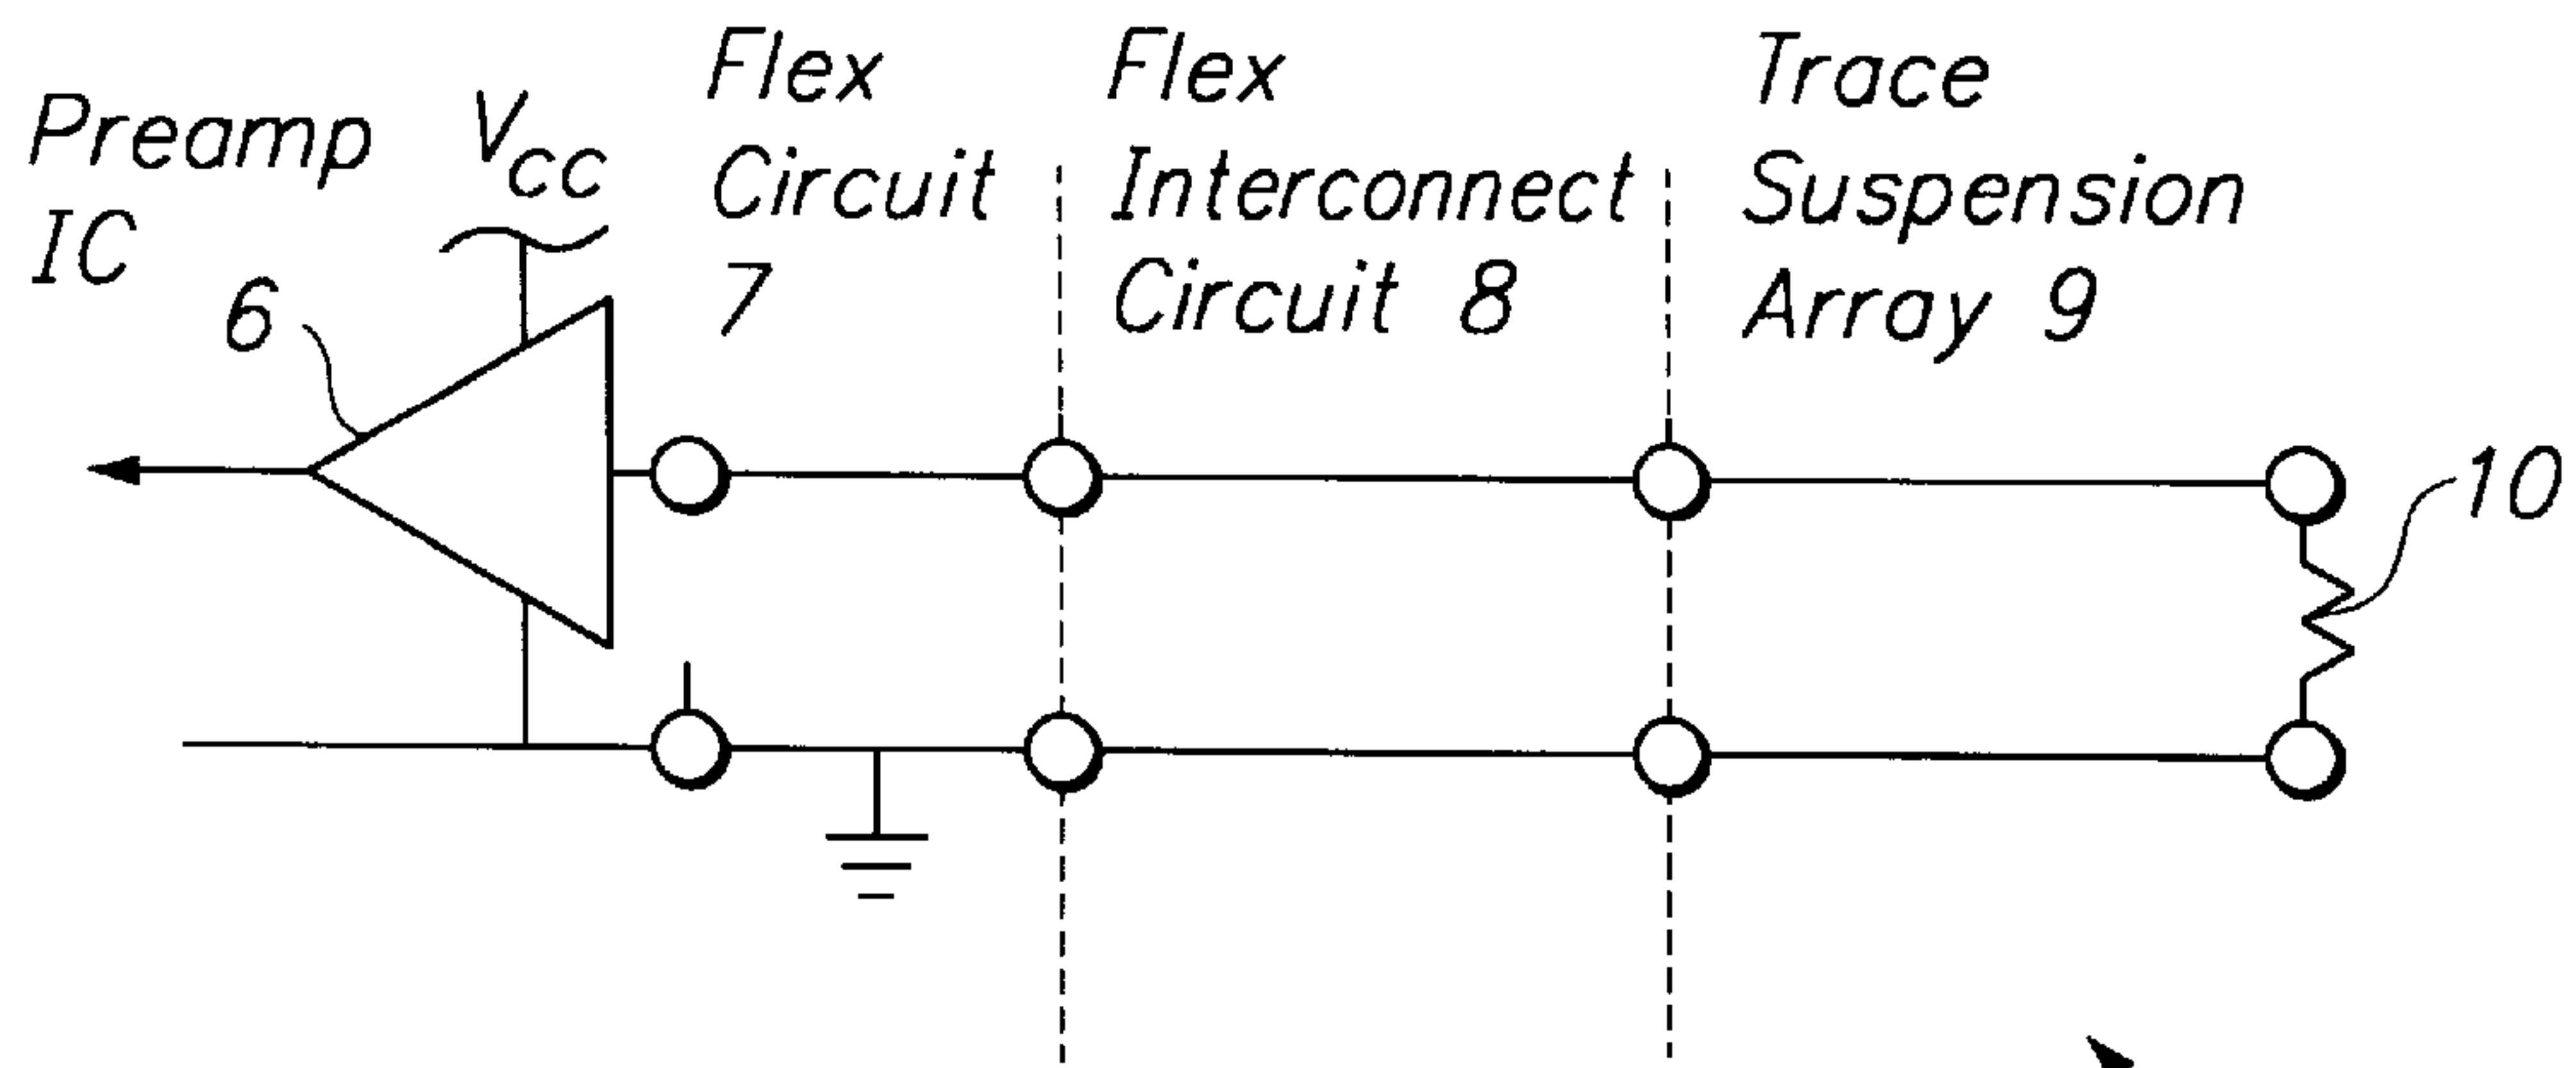 Preamp
IC
6
Vcc
Flex
Circuit
7
Flex
Interconnect
Circuit 8
Trace
Suspension
Array 9
10